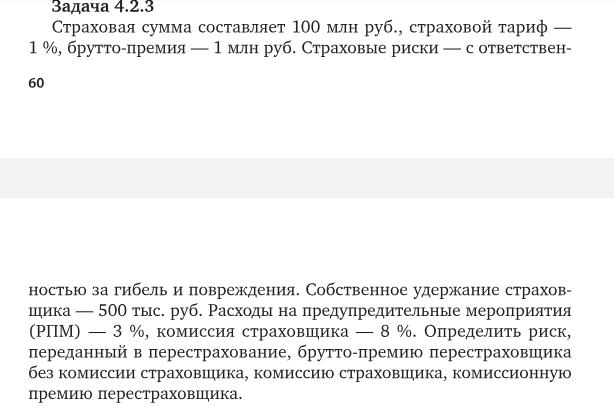 Задача 4.2.3
Страховая сумма составляет 100 млн руб., страховой тариф —
1 %, брутто-премия — 1 млн руб. Страховые риски — с ответствен-
60
ностью за гибель и повреждения. Собственное удержание страхов-
щика — 500 тыс. руб. Расходы на предупредительные мероприятия
(РПМ) — 3 %, комиссия страховщика — 8 %. Определить риск,
переданный в перестрахование, брутто-премию перестраховщика
без комиссии страховщика, комиссию страховщика, комиссионную
премию перестраховщика.